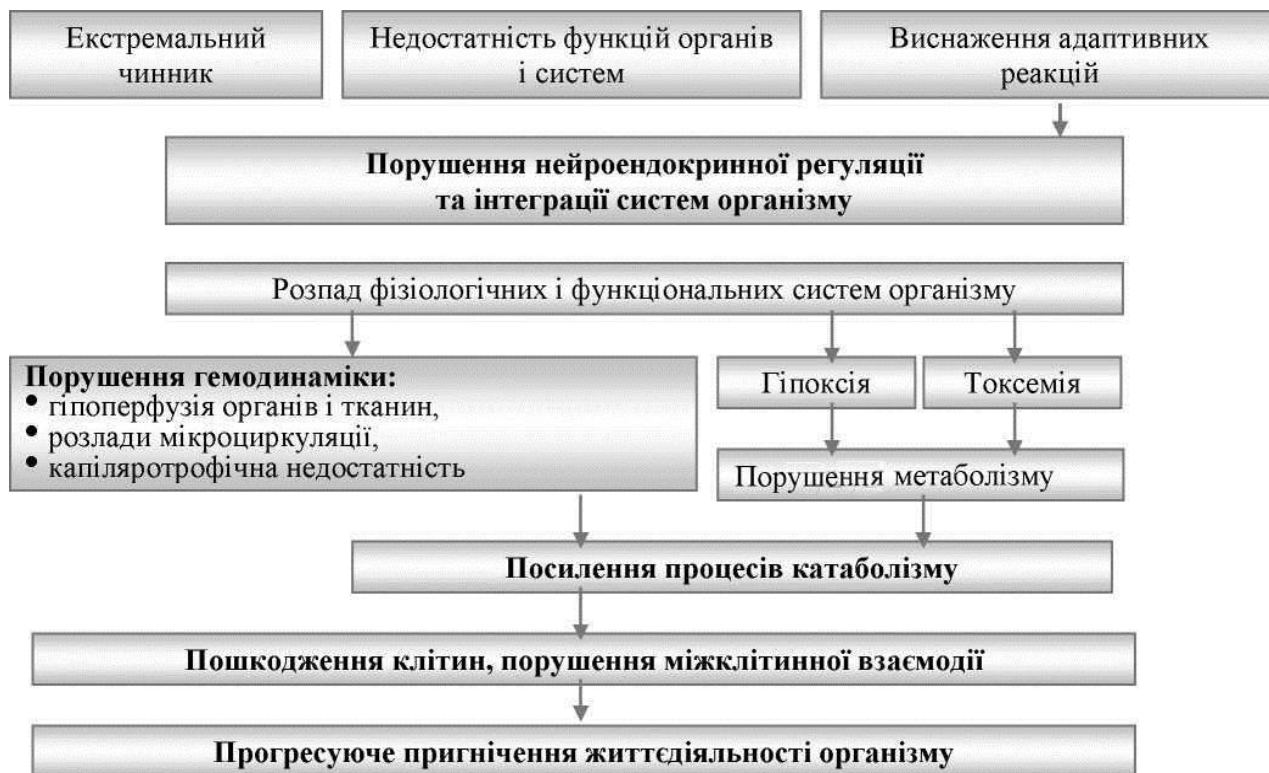 Екстремальний
чинник
Недостатність функцій органів
і систем
Виснаження адаптивних
реакцій
Порушення нейроендокринної регуляції
та інтеграції систем організму
Розпад фізіологічних і функціональних систем організму
Порушення гемодинаміки:
• гіпоперфузія органів і тканин,
• розлади мікроциркуляції,
• капіляротрофічна недостатність
Гіпоксія
Токсемія
Порушення метаболізму
Посилення процесів катаболізму
Пошкодження клітин, порушення міжклітинної взаємодії
Прогресуюче пригнічення життєдіяльності організму